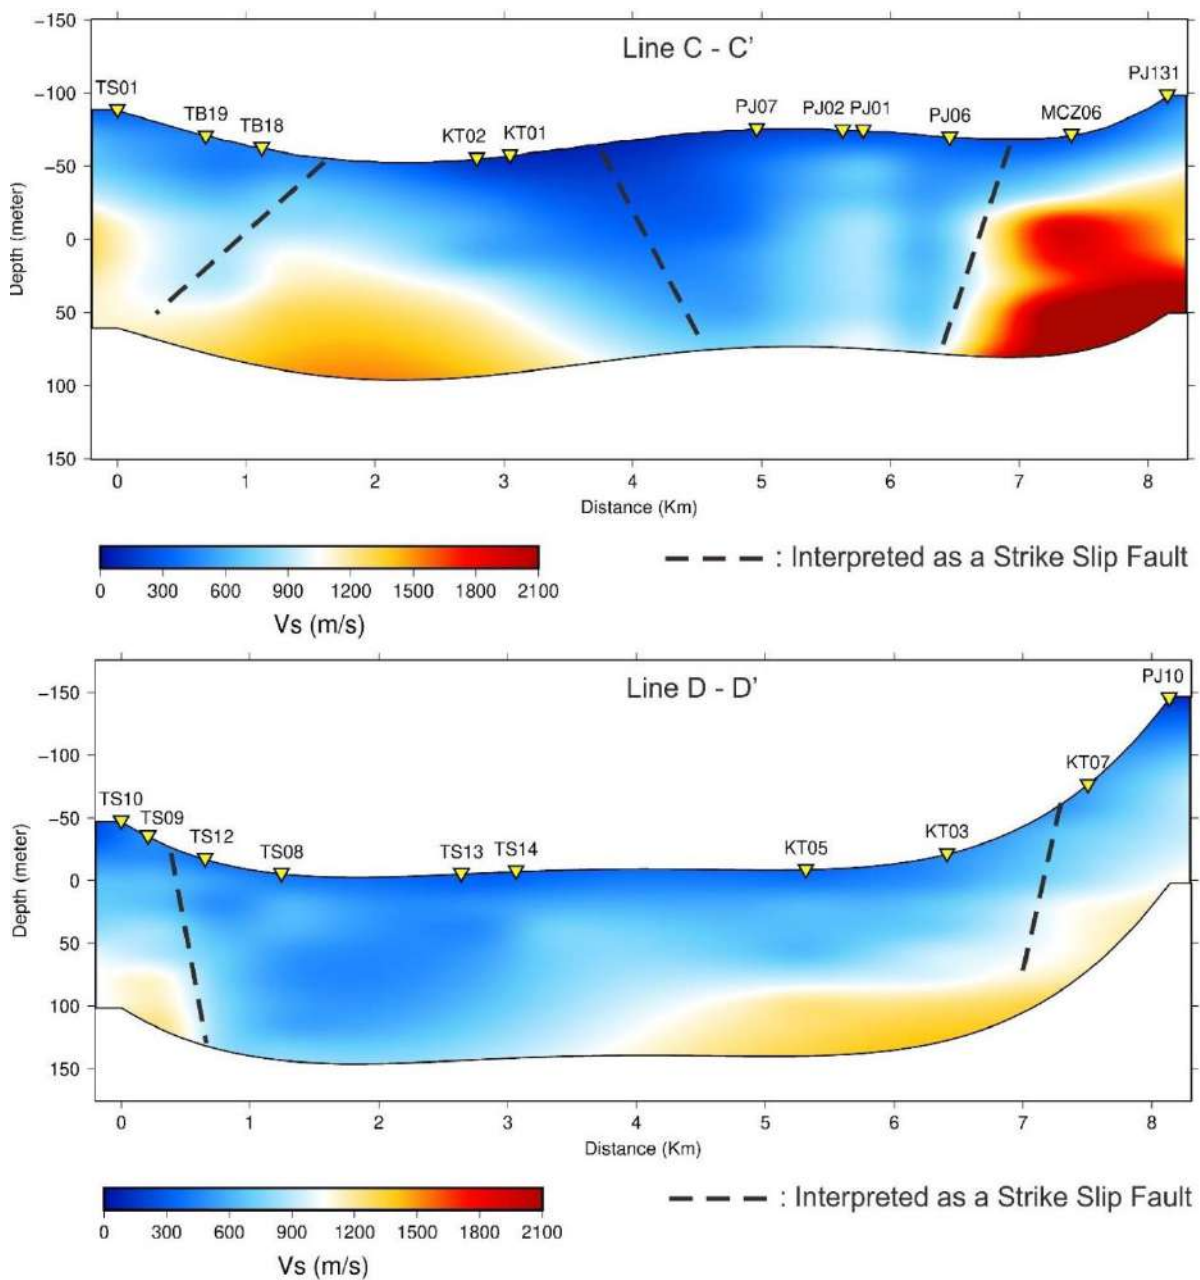 Line C - C'
−150
−100
−50
0
50
100
150
Depth (meter)
TS01
TB19
TB18
KT02
KT01
PJ07
PJ02
PJ01
PJ06
MCZ06
PJ131
0 1 2 3 4 5 6 7 8
Distance (Km)
0 300 600 900 1200 1500 1800 2100
Vs (m/s)
: Interpreted as a Strike Slip Fault
Line D - D'
−150
−100
−50
0
50
100
150
Depth (meter)
TS10
TS09
TS12
TS08
TS13
TS14
KT05
KT03
KT07
PJ10
0 1 2 3 4 5 6 7 8
Distance (Km)
0 300 600 900 1200 1500 1800 2100
Vs (m/s)
: Interpreted as a Strike Slip Fault